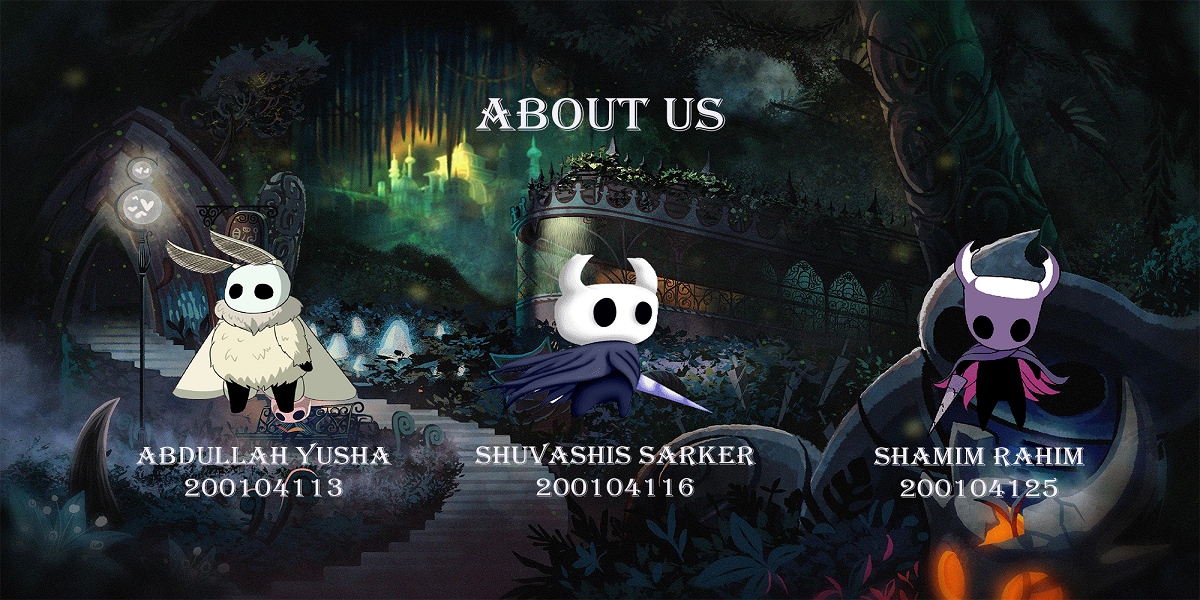 ABOUT US
ABDULLAH YUSHA
200104113
SHUVASHIS SARKER
200104116
SHAMIM RAHIM
200104125